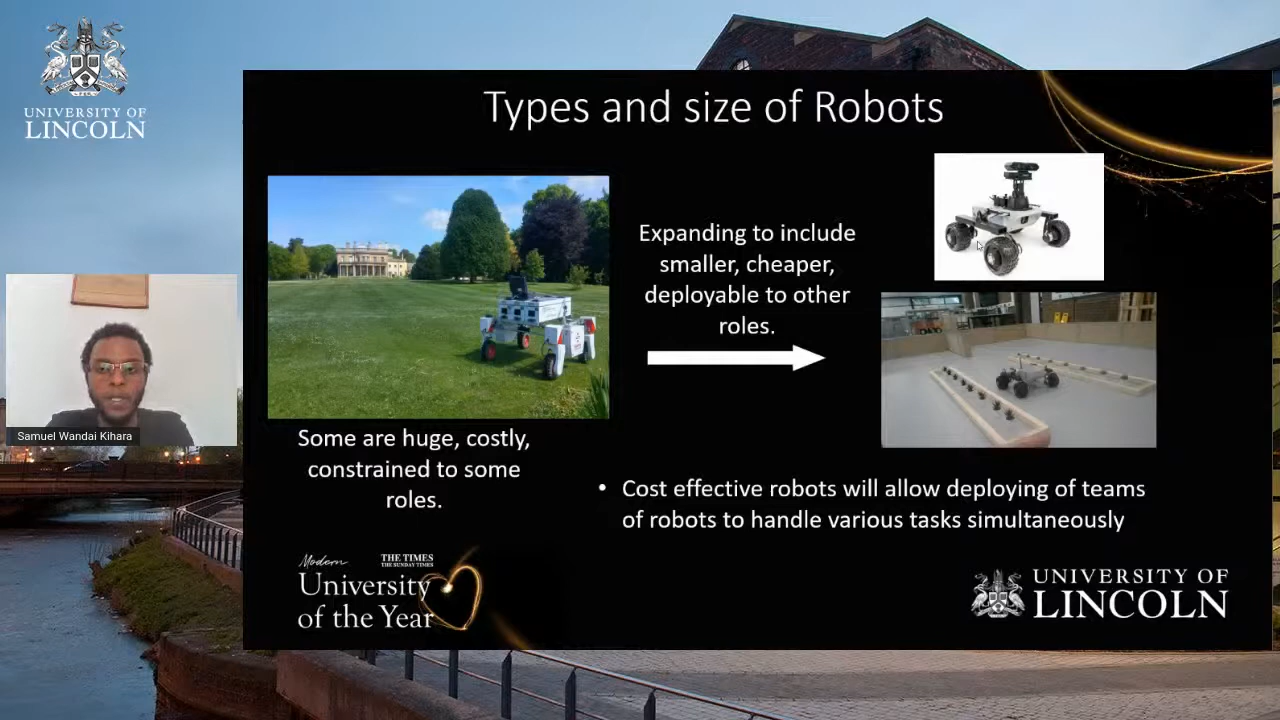 UNIVERSITY OF
LINCOLN
Types and size of Robots
Expanding to include
smaller, cheaper,
deployable to other
roles.
Samuel Wandai Kihara
Some are huge, costly,
constrained to some
roles.
• Cost effective robots will allow deploying of teams
of robots to handle various tasks simultaneously
Modern
THE TIMES
THE SUNDAY TIMES
University
of the Year
UNIVERSITY OF
LINCOLN